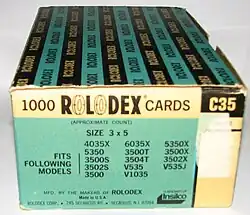 1000 ROLODEX CARDS C35
(APPROXIMATE COUNT)
SIZE 3 x 5
FITS FOLLOWING MODELS
4035X 6035X 5350X
5350 3500T 3500X
3500S 3504T 3502X
3502S V535 V535J
3500 V1035
MFG. BY THE MAKERS OF ROLODEX
Made in U.S.A.
Insilco